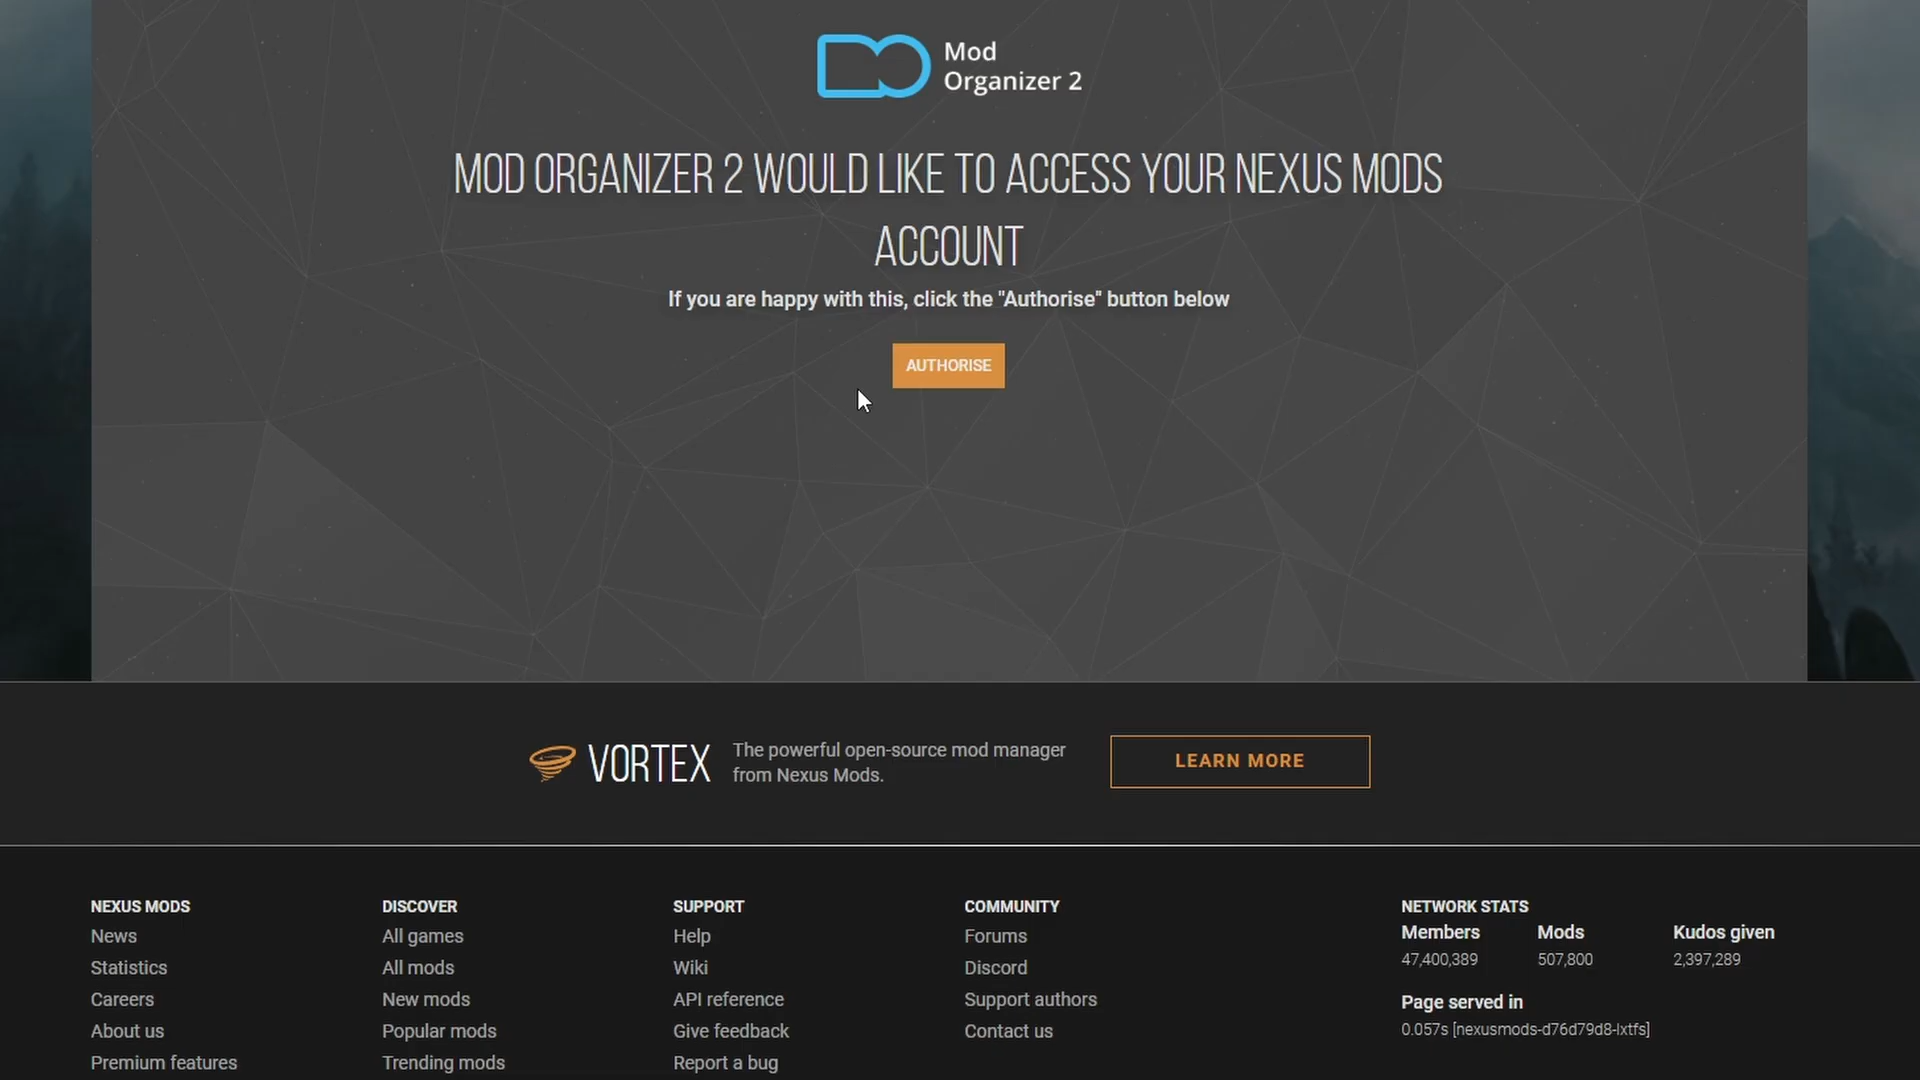 Mod
Organizer 2
MOD ORGANIZER 2 WOULD LIKE TO ACCESS YOUR NEXUS MODS
ACCOUNT
If you are happy with this, click the "Authorise" button below
AUTHORISE
VORTEX
The powerful open-source mod manager
from Nexus Mods.
LEARN MORE
NEXUS MODS
News
Statistics
Careers
About us
Premium features
DISCOVER
All games
All mods
New mods
Popular mods
Trending mods
SUPPORT
Help
Wiki
API reference
Give feedback
Report a bug
COMMUNITY
Forums
Discord
Support authors
Contact us
NETWORK STATS
Members Mods Kudos given
47,400,389 507,800 2,397,289
Page served in
0.057s [nexusmods-d76d79d8-lxtfs]